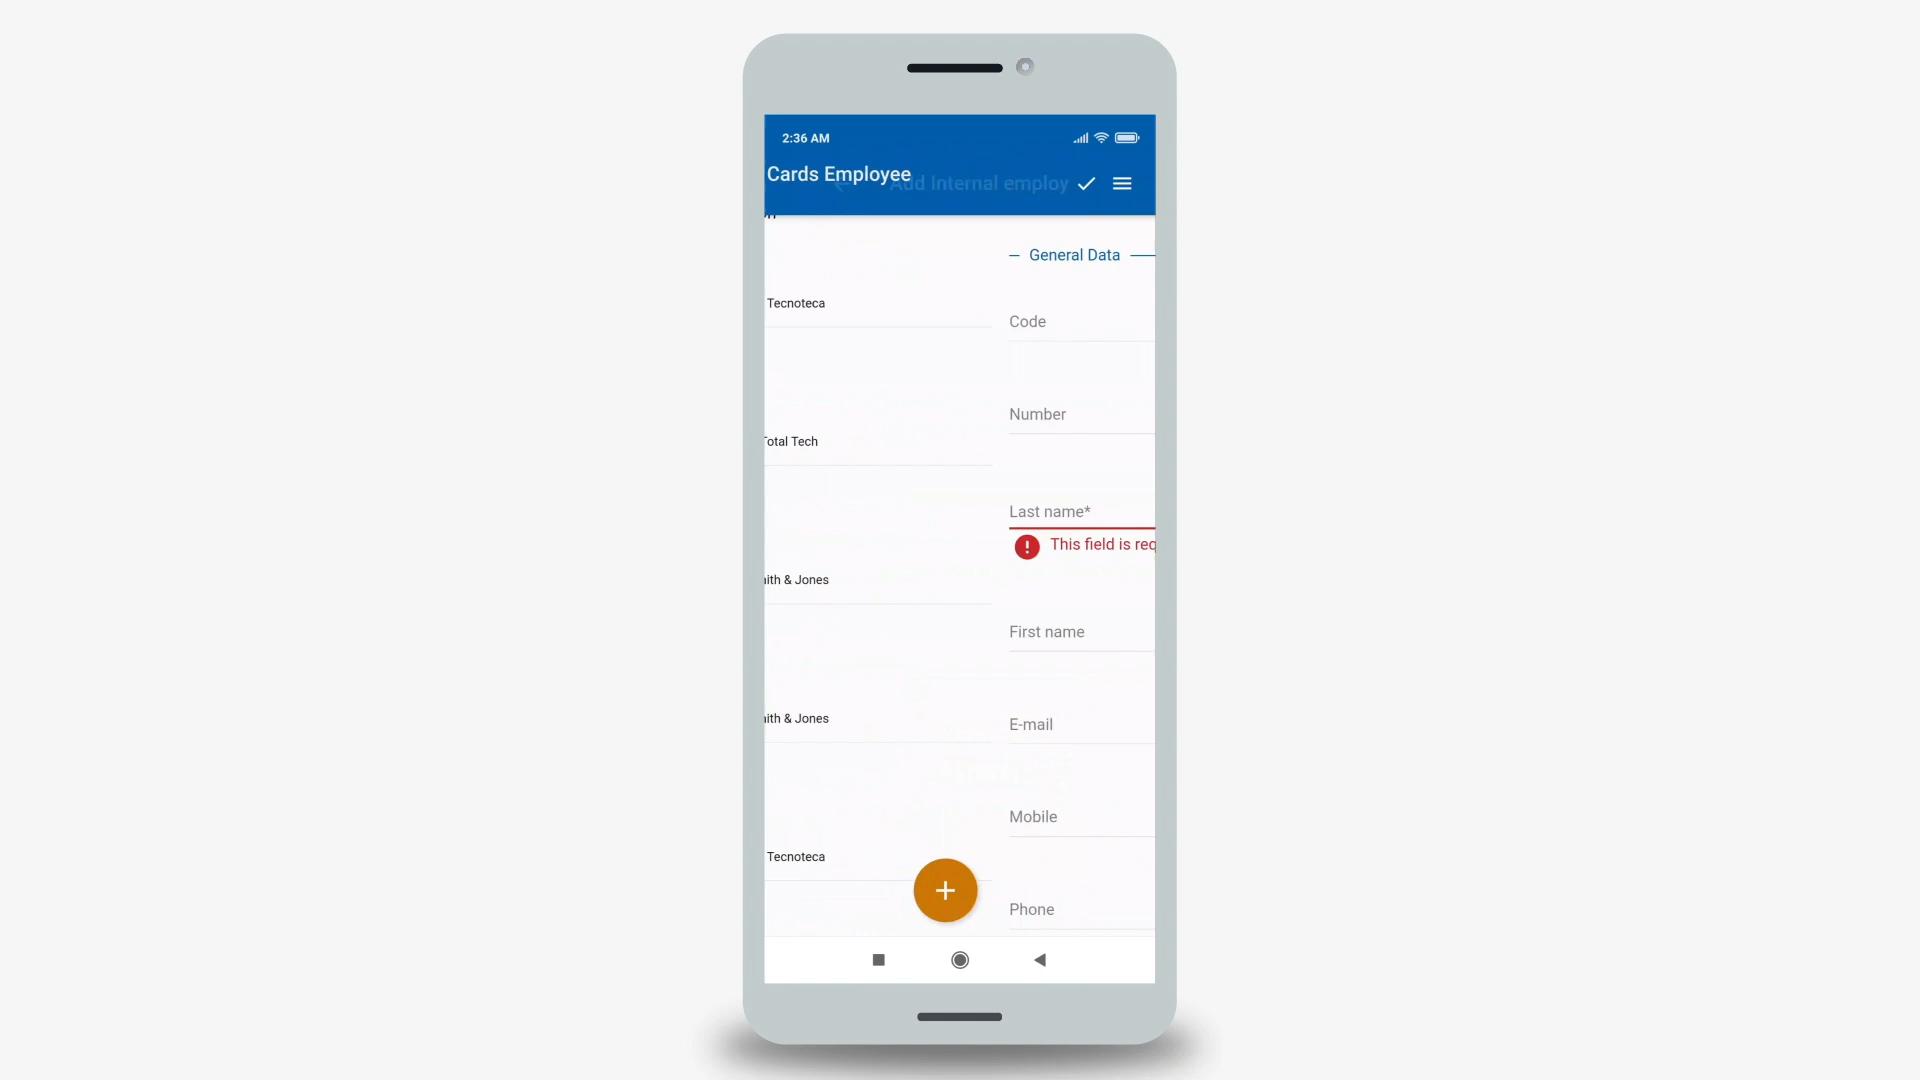 2:36 AM
Cards Employee
Add Internal employ
General Data
Tecnoteca
Code
Number
Total Tech
Last name*
This field is req
ith & Jones
First name
ith & Jones
E-mail
Mobile
Tecnoteca
Phone